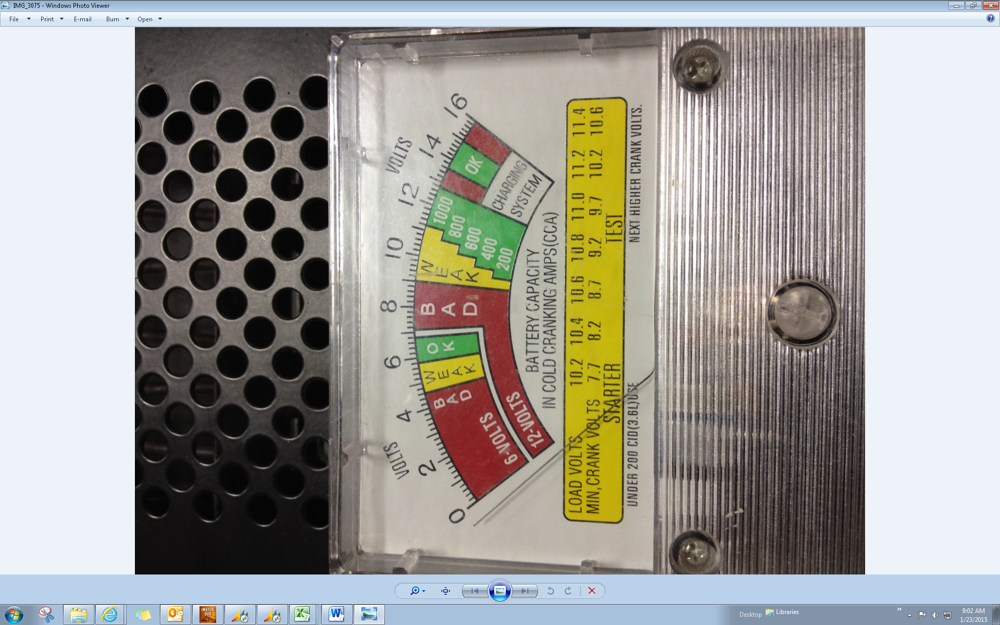 IMG_3075 - Windows Photo Viewer
File Print E-mail Burn Open
VOLTS VOLTS
0 2 4 6 8 10 12 14 16
BAD WEAK OK
6-VOLTS
BAD WEAK
12-VOLTS
1000
800
600
400
200
OK
CHARGING
SYSTEM
BATTERY CAPACITY
IN COLD CRANKING AMPS(CCA)
LOAD VOLTS 10.2 10.4 10.6 10.8 11.0 11.2 11.4
MIN,CRANK VOLTS 7.7 8.2 8.7 9.2 9.7 10.2 10.6
STARTER TEST
UNDER 200 CID(3.6L)USE NEXT HIGHER CRANK VOLTS.
iWATCH
DVR
Desktop Libraries
9:02 AM
1/23/2015